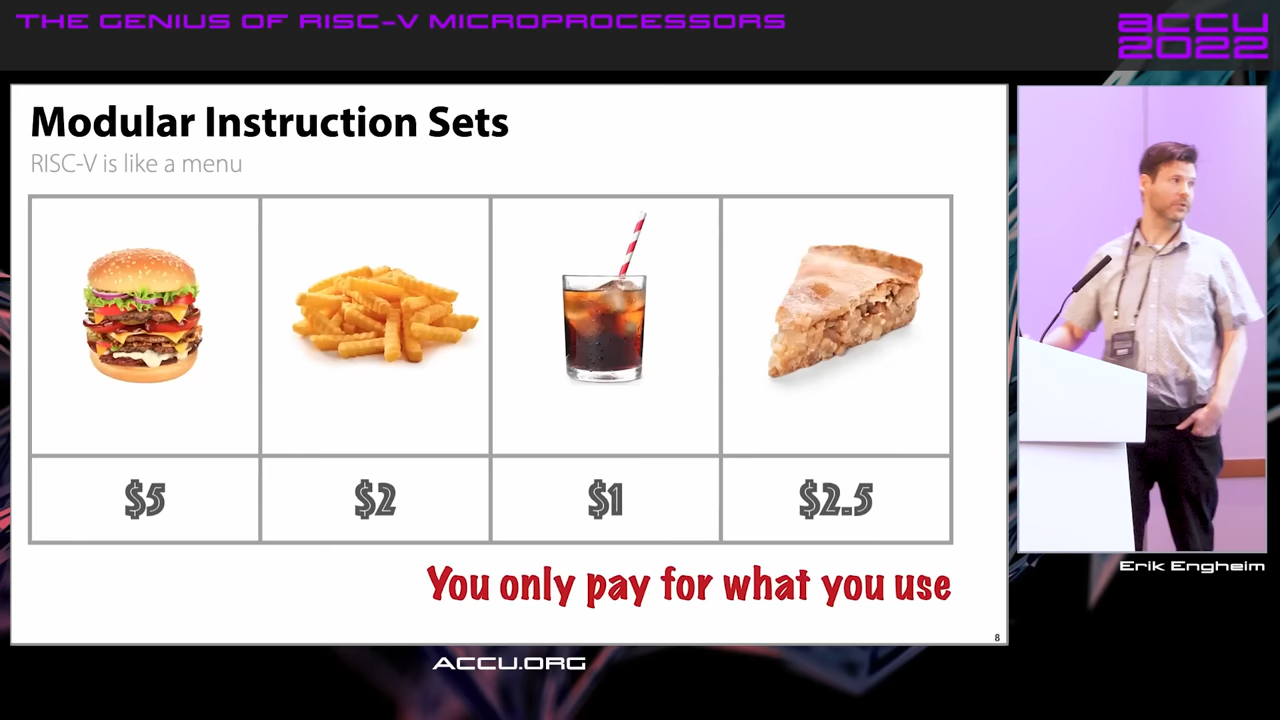 THE GENIUS OF RISC-V MICROPROCESSORS
ACCU
2022
Modular Instruction Sets
RISC-V is like a menu
$5
$2
$1
$2.5
You only pay for what you use
8
Erik Engheim
ACCU.ORG